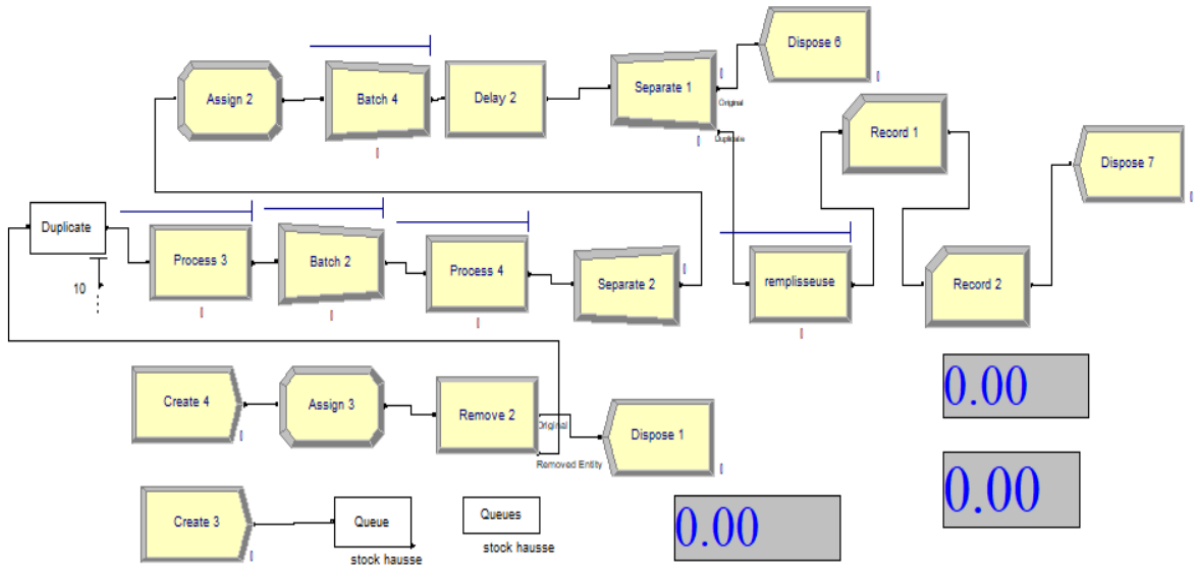 Dispose 6
Assign 2
Batch 4
Delay 2
Separate 1
Original
Duplicate
Record 1
Dispose 7
Duplicate
10
Process 3
Batch 2
Process 4
Separate 2
remplisseuse
Record 2
Create 4
Assign 3
Remove 2
Original
Removed Entity
Dispose 1
0.00
Create 3
Queue
stock hausse
Queues
stock hausse
0.00
0.00